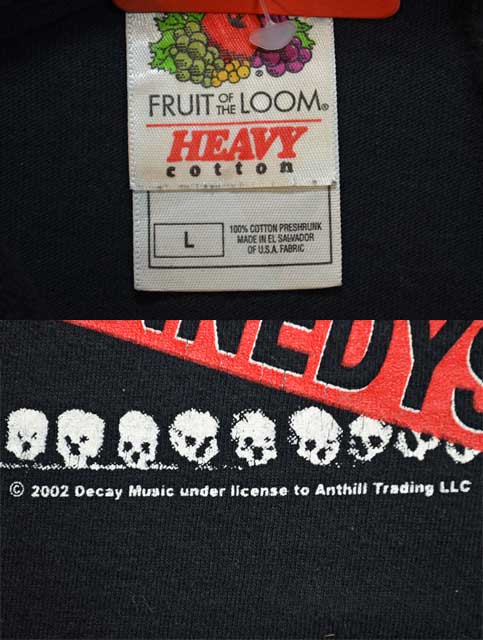 FRUIT OF THE LOOM®
HEAVY
cotton
L
100% COTTON PRESHRUNK
MADE IN EL SALVADOR
OF U.S.A. FABRIC
NEDYS
© 2002 Decay Music under license to Anthill Trading LLC